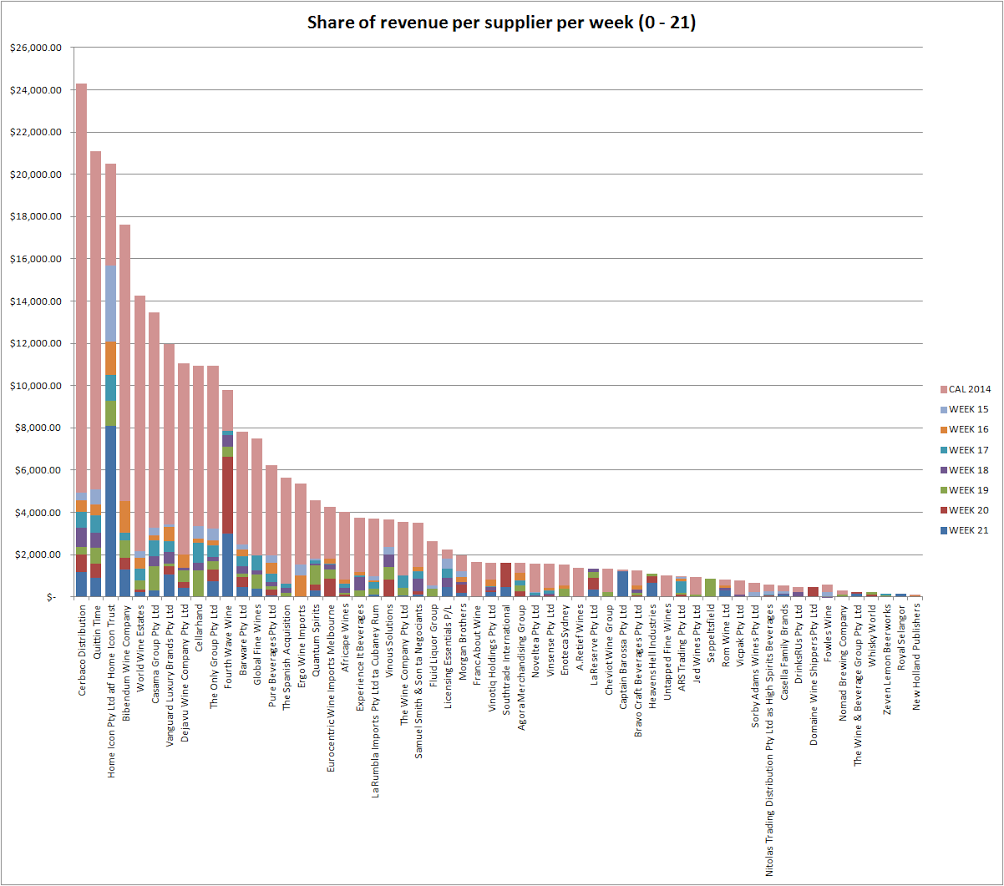 Share of revenue per supplier per week (0 - 21)
$26,000.00
$24,000.00
$22,000.00
$20,000.00
$18,000.00
$16,000.00
$14,000.00
$12,000.00
$10,000.00
$8,000.00
$6,000.00
$4,000.00
$2,000.00
$-
CAL 2014
WEEK 15
WEEK 16
WEEK 17
WEEK 18
WEEK 19
WEEK 20
WEEK 21
Cerbaco Distribution
Quittin Time
Home Icon Pty Ltd atf Home Icon Trust
Bibendum Wine Company
World Wine Estates
Casama Group Pty Ltd
Vanguard Luxury Brands Pty Ltd
Dejavu Wine Company Pty Ltd
Cellarhand
The Only Group Pty Ltd
Fourth Wave Wine
Barware Pty Ltd
Global Fine Wines
Pure Beverages Pty Ltd
The Spanish Acquisition
Ergo Wine Imports
Quantum Spirits
Eurocentric Wine Imports Melbourne
Africape Wines
Experience It Beverages
La Rumbla Imports Pty Ltd ta Cubaney Rum
Vinous Solutions
The Wine Company Pty Ltd
Samuel Smith & Son ta Negociants
Fluid Liquor Group
Licensing Essentials P/L
Morgan Brothers
Franc About Wine
Vinotiq Holdings Pty Ltd
Southtrade International
Agora Merchandising Group
Noveltea Pty Ltd
Vinsense Pty Ltd
Enoteca Sydney
A.Retief Wines
La Reserve Pty Ltd
Cheviot Wine Group
Captain Barossa Pty Ltd
Bravo Craft Beverages Pty Ltd
Heavens Hell Industries
Untapped Fine Wines
ARS Trading Pty Ltd
Jed Wines Pty Ltd
Seppeltsfield
Rom Wine Ltd
Vicpak Pty Ltd
Sorby Adams Wines Pty Ltd
Nitolas Trading Distribution Pty Ltd as High Spirits Beverages
Casella Family Brands
DrinksRUs Pty Ltd
Domaine Wine Shippers Pty Ltd
Fowles Wine
Nomad Brewing Company
The Wine & Beverage Group Pty Ltd
Whisky World
Zeven Lemon Beerworks
Royal Selangor
New Holland Publishers